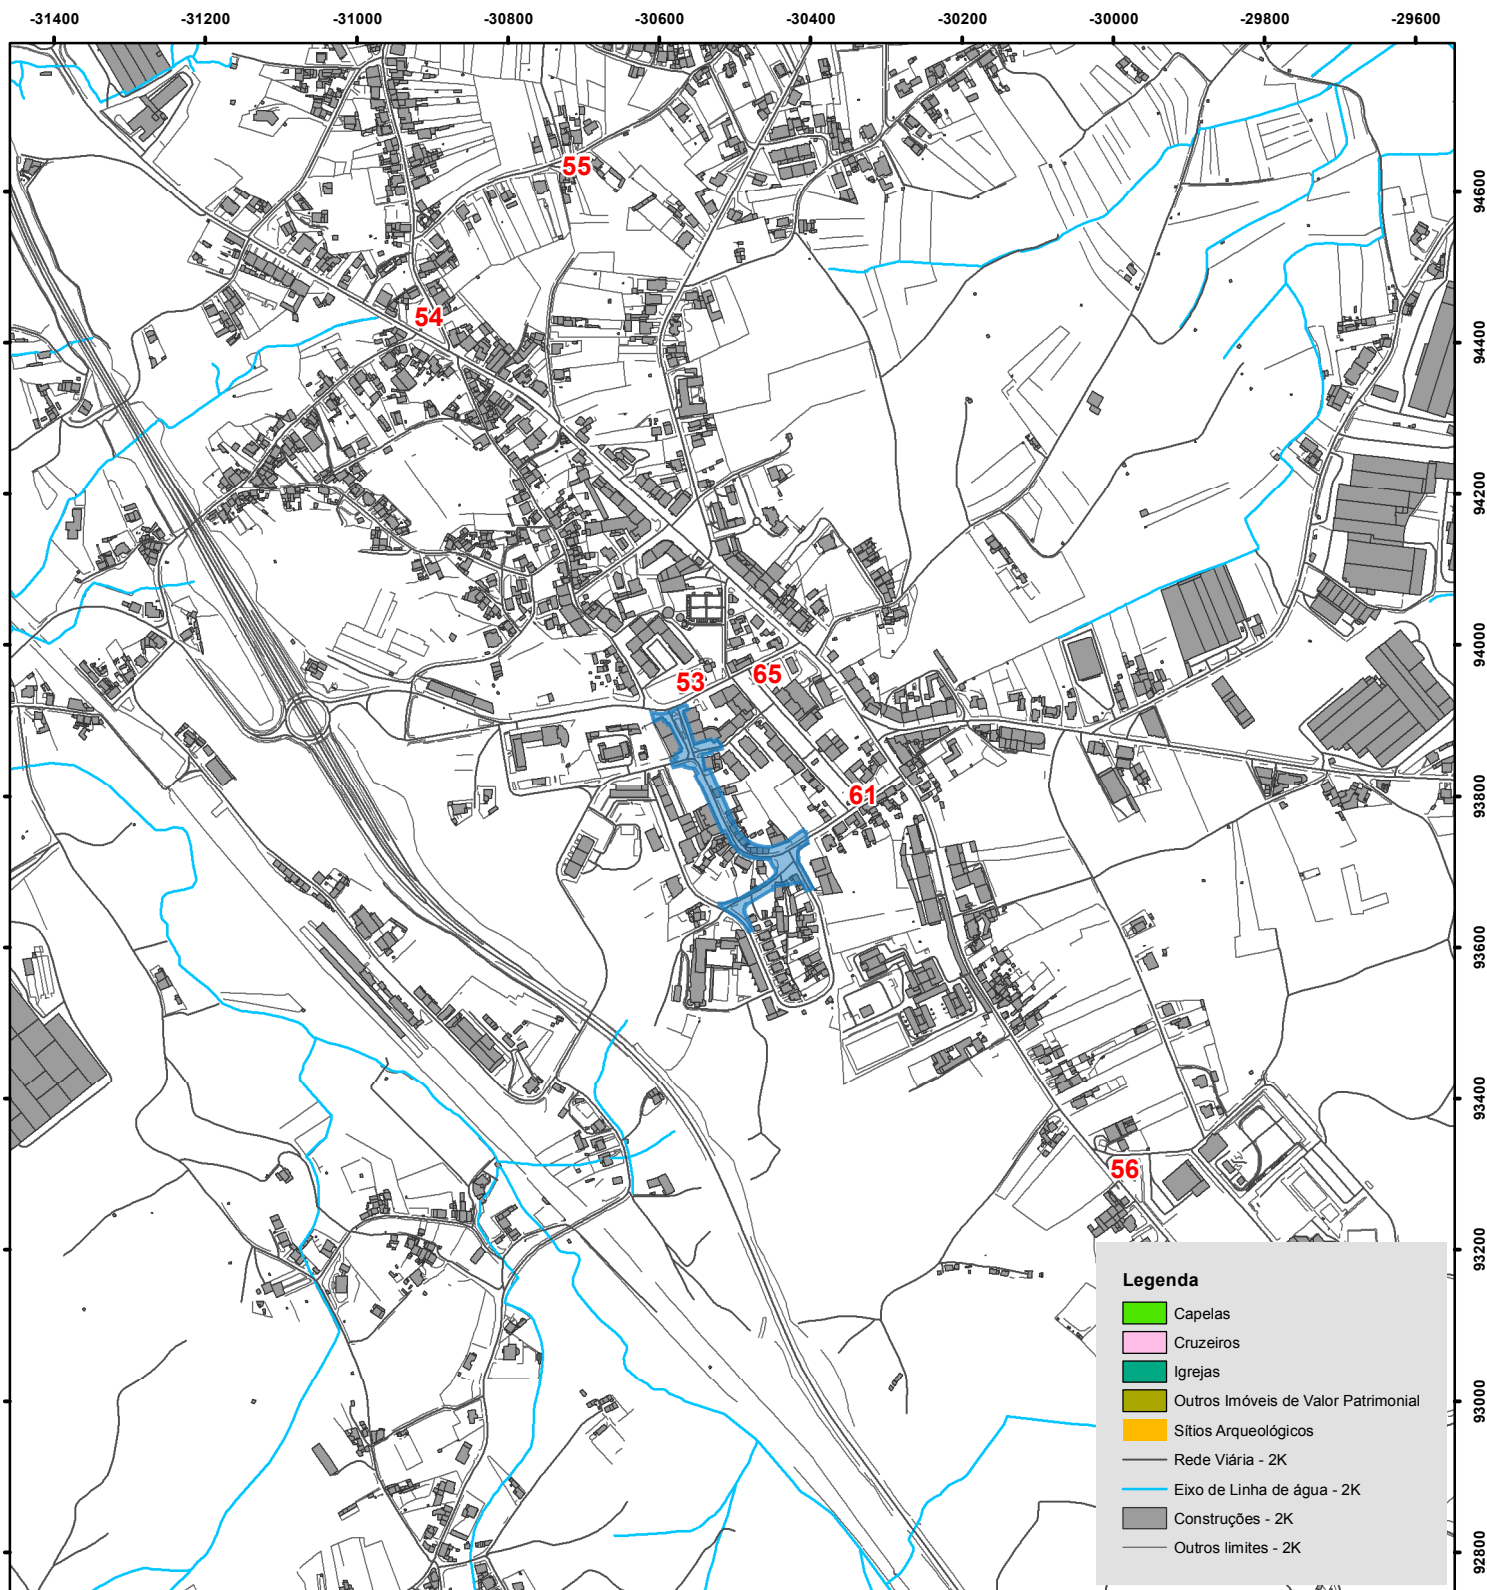 -31400 -31200 -31000 -30800 -30600 -30400 -30200 -30000 -29800 -29600
94600
94400
94200
94000
93800
93600
93400
93200
93000
92800
55
54
53
65
61
56
Legenda
Capelas
Cruzeiros
Igrejas
Outros Imóveis de Valor Patrimonial
Sítios Arqueológicos
Rede Viária - 2K
Eixo de Linha de água - 2K
Construções - 2K
Outros limites - 2K